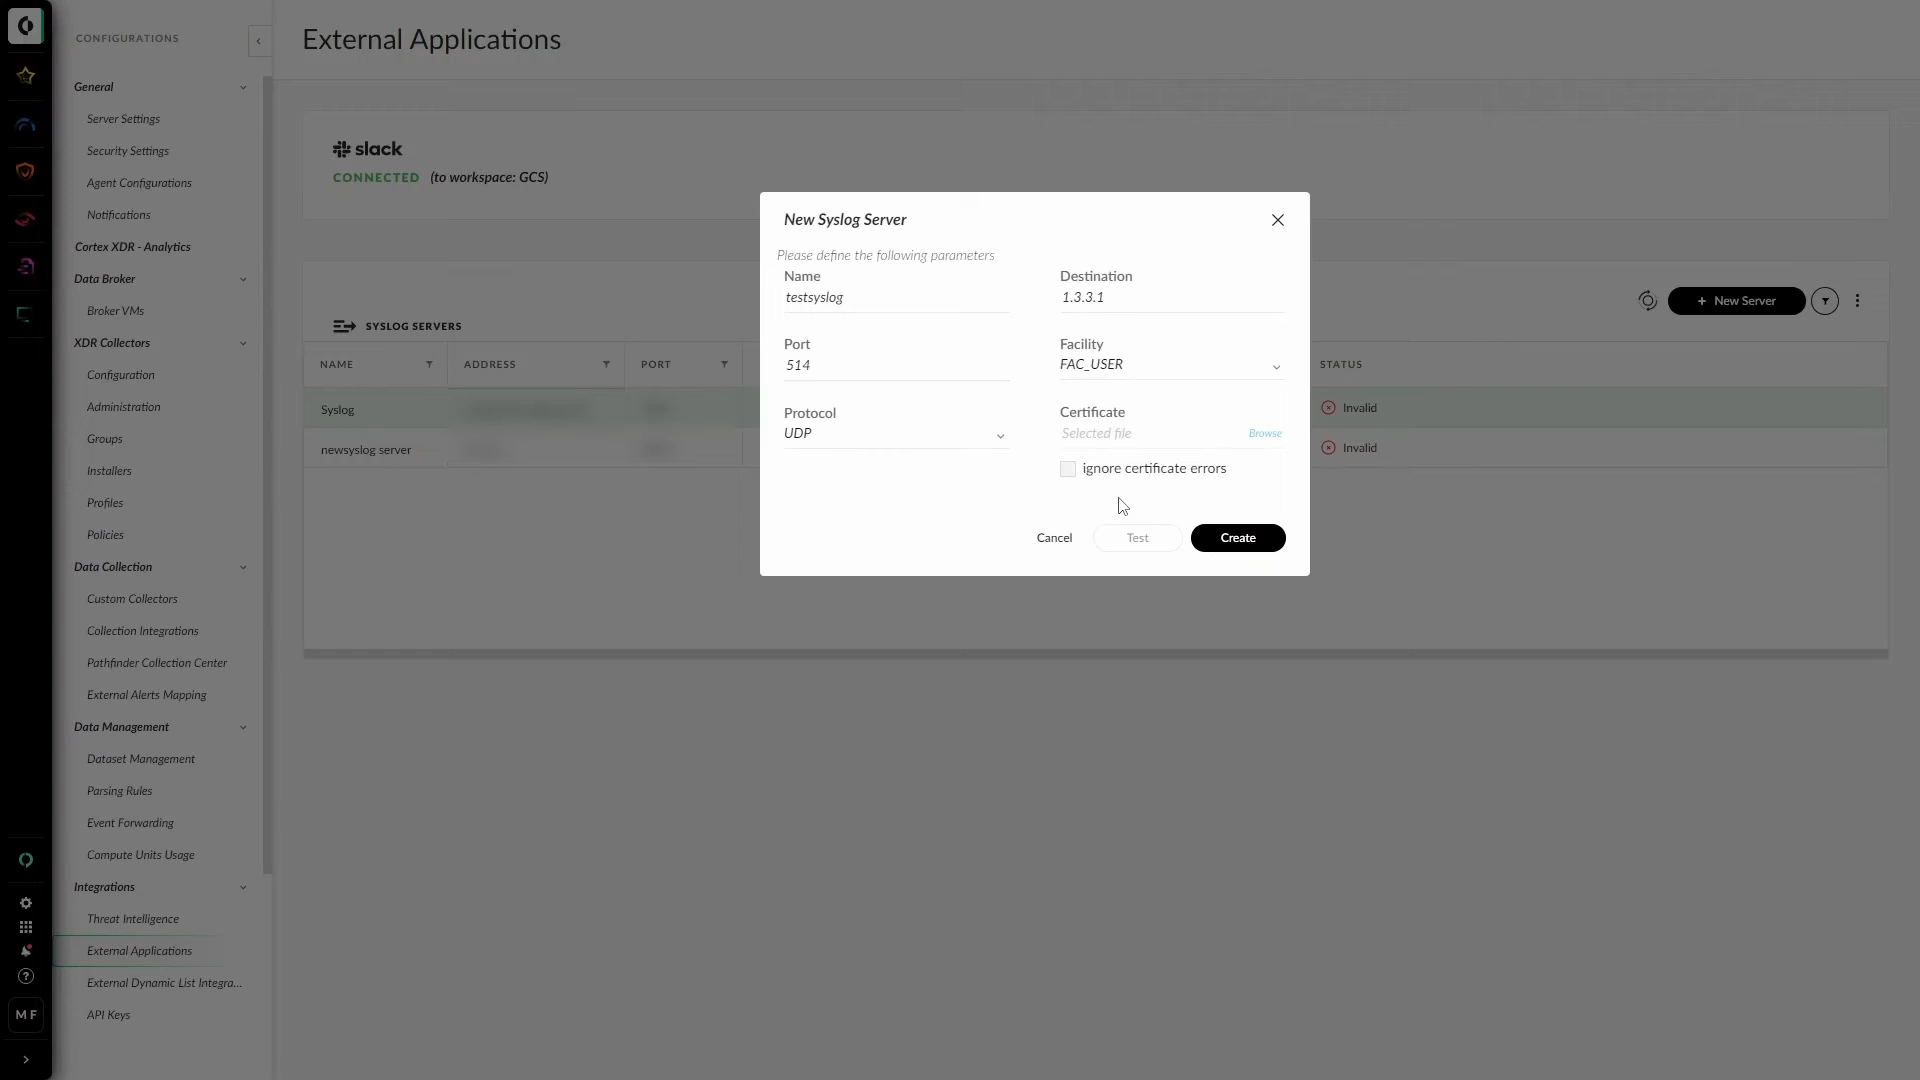 CONFIGURATIONS
General
Server Settings
Security Settings
Agent Configurations
Notifications
Cortex XDR - Analytics
Data Broker
Broker VMs
XDR Collectors
Configuration
Administration
Groups
Installers
Profiles
Policies
Data Collection
Custom Collectors
Collection Integrations
Pathfinder Collection Center
External Alerts Mapping
Data Management
Dataset Management
Parsing Rules
Event Forwarding
Compute Units Usage
Integrations
Threat Intelligence
External Applications
External Dynamic List Integra...
API Keys
M F
External Applications
slack
CONNECTED (to workspace: GCS)
+ New Server
SYSLOG SERVERS
NAME ADDRESS PORT STATUS
Syslog Invalid
newsyslog server Invalid
New Syslog Server
Please define the following parameters
Name Destination
testsyslog 1.3.3.1
Port Facility
514 FAC_USER
Protocol Certificate
UDP Selected file Browse
ignore certificate errors
Cancel Test Create